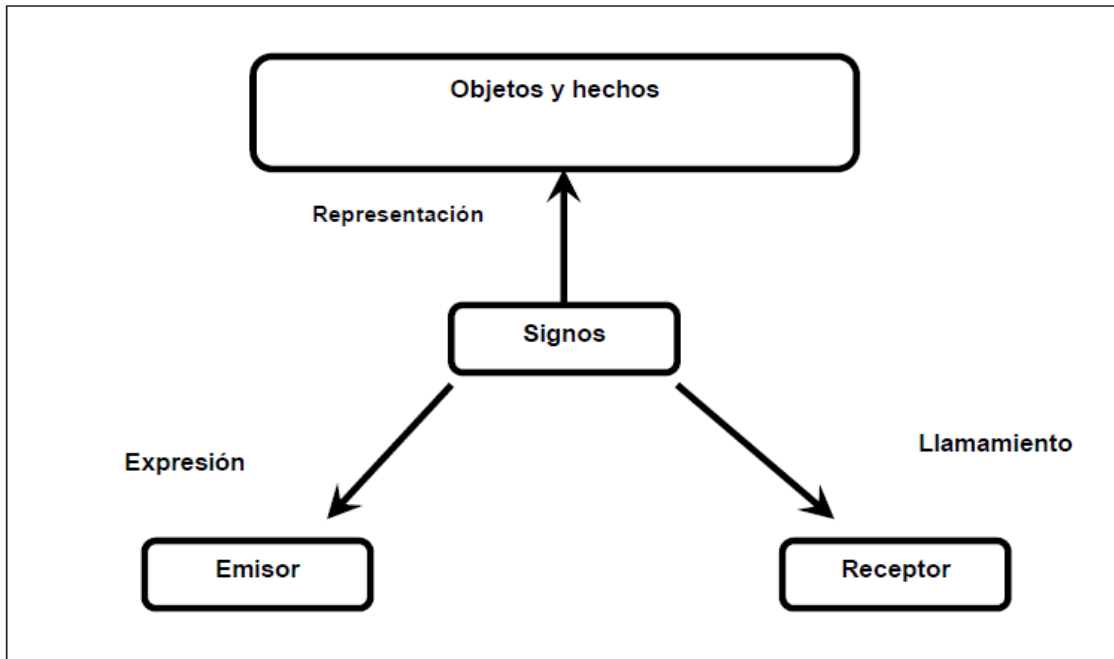 Objetos y hechos
Representación
Signos
Expresión
Llamamiento
Emisor
Receptor